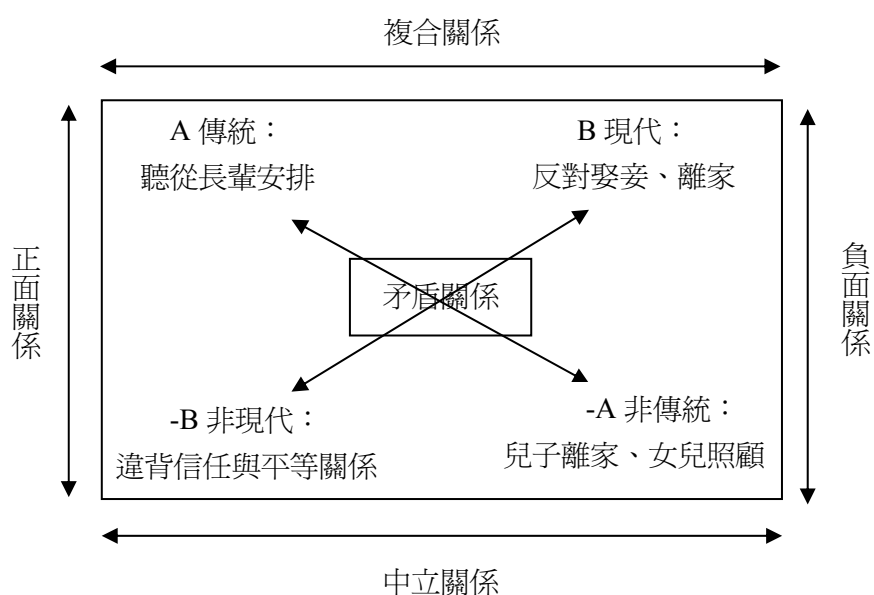 複合關係
A 傳統：
聽從長輩安排
B 現代：
反對娶妾、離家
正面關係
矛盾關係
負面關係
-B 非現代：
違背信任與平等關係
-A 非傳統：
兒子離家、女兒照顧
中立關係